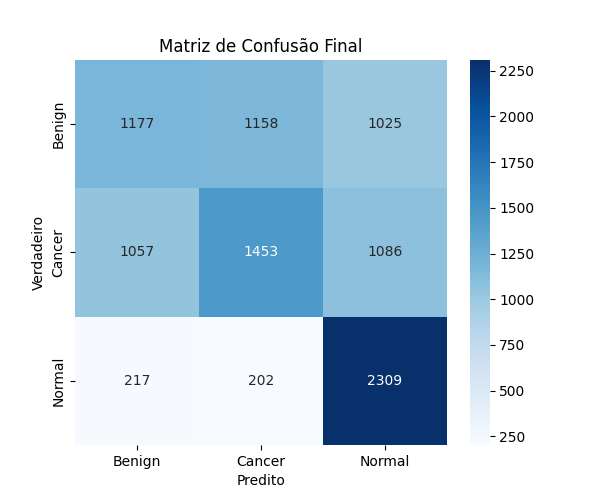 Matriz de Confusão Final
Benign 1177 1158 1025
Cancer 1057 1453 1086
Normal 217 202 2309
Verdadeiro
Benign Cancer Normal
Predito
2250
2000
1750
1500
1250
1000
750
500
250